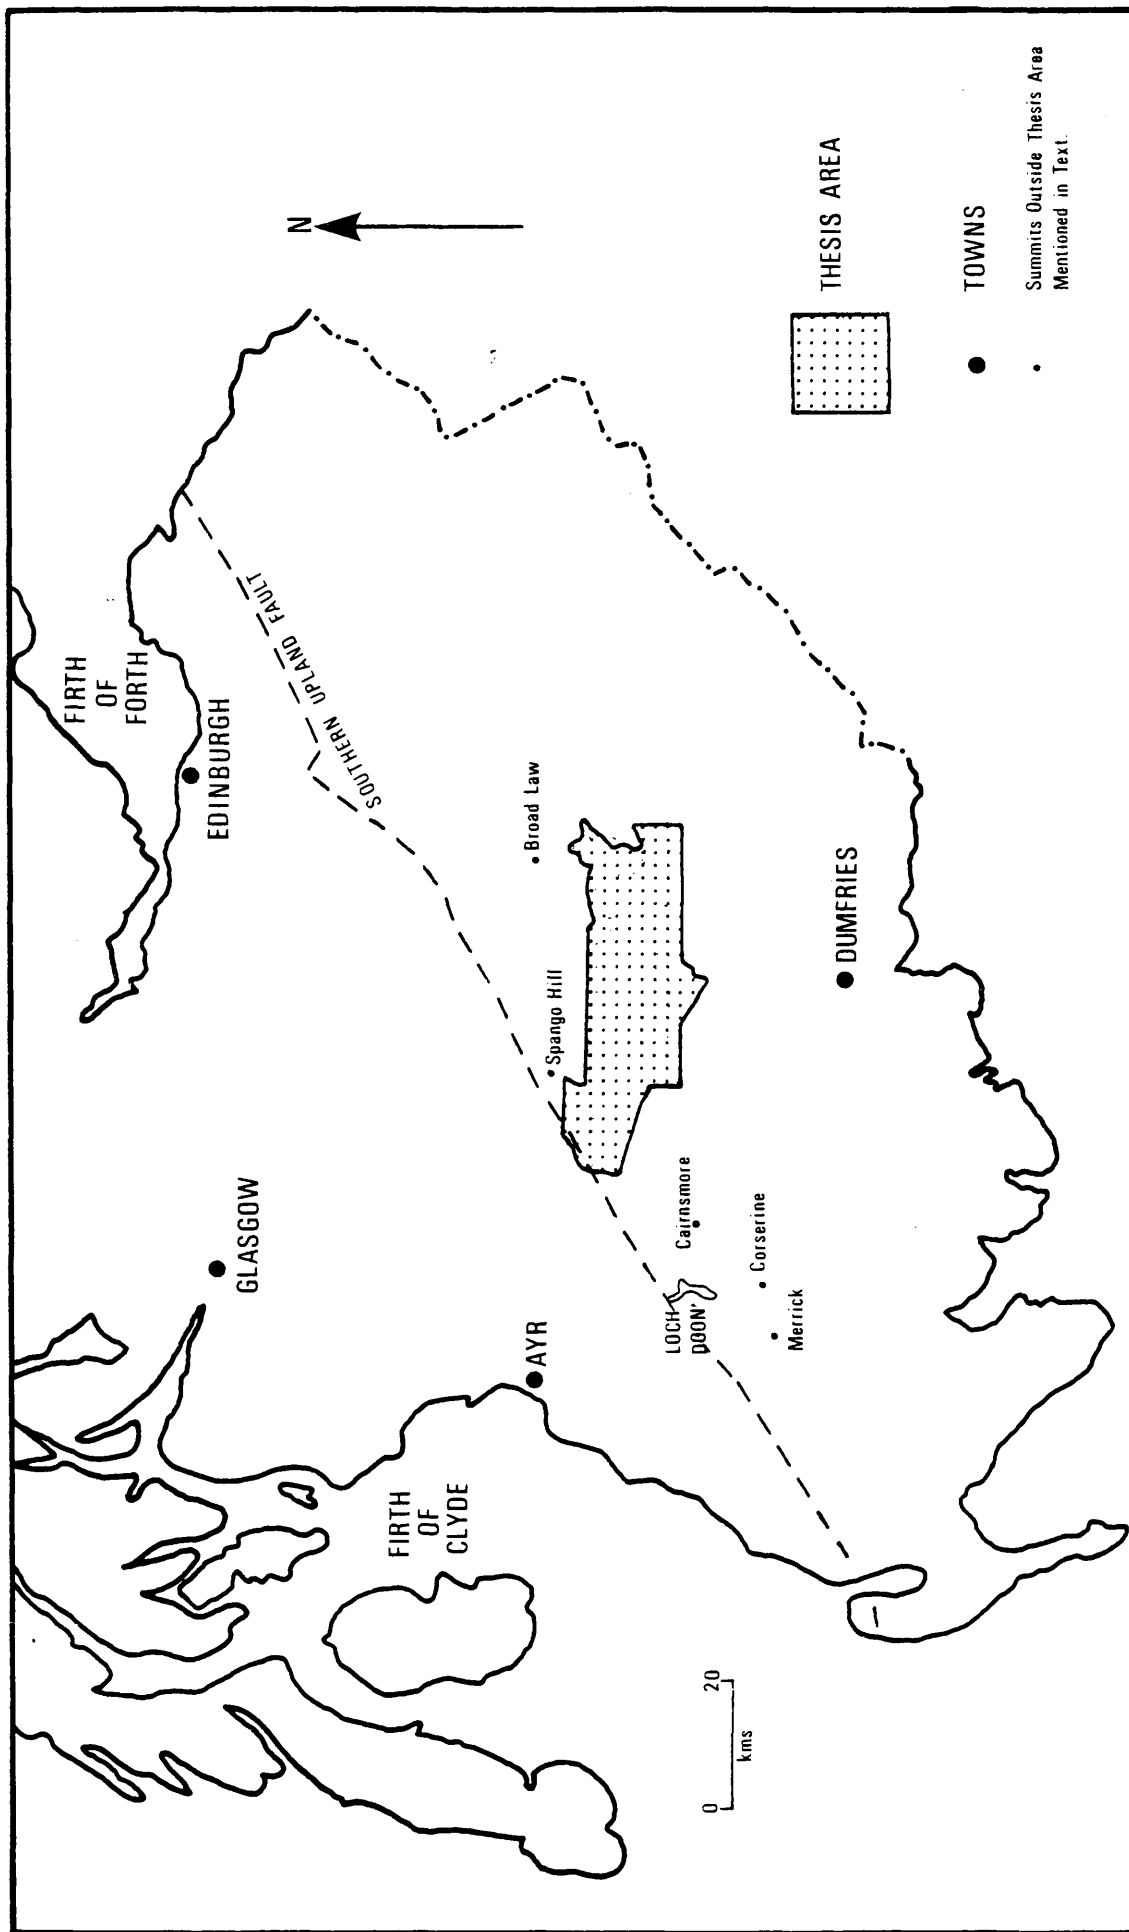 FIRTH
OF
FORTH
EDINBURGH
GLASGOW
SOUTHERN UPLAND FAULT
N
FIRTH
OF
CLYDE
AYR
Broad Law
Spango Hill
LOCH
DOON'
Cairnsmore
Corserine
Merrick
DUMFRIES
0
20
kms
THESIS AREA
TOWNS
Summits Outside Thesis Area
Mentioned in Text.